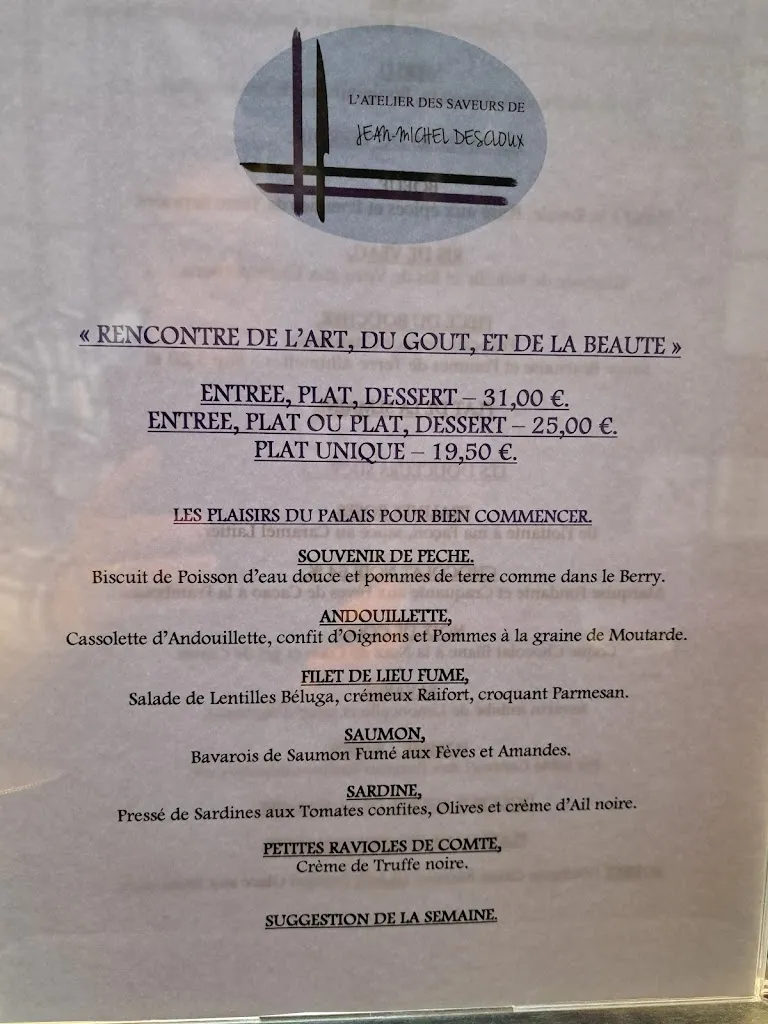 L'ATELIER DES SAVEURS DE
JEAN-MICHEL DESCLOUX
« RENCONTRE DE L'ART, DU GOUT, ET DE LA BEAUTE »
ENTREE, PLAT, DESSERT – 31,00 €.
ENTREE, PLAT OU PLAT, DESSERT – 25,00 €.
PLAT UNIQUE – 19,50 €.
LES PLAISIRS DU PALAIS POUR BIEN COMMENCER.
SOUVENIR DE PECHE.
Biscuit de Poisson d'eau douce et pommes de terre comme dans le Berry.
ANDOUILLETTE,
Cassolette d'Andouillette, confit d'Oignons et Pommes à la graine de Moutarde.
FILET DE LIEU FUME,
Salade de Lentilles Béluga, crémeux Raifort, croquant Parmesan.
SAUMON,
Bavarois de Saumon Fumé aux Fèves et Amandes.
SARDINE,
Pressé de Sardines aux Tomates confites, Olives et crème d'Ail noire.
PETITES RAVIOLES DE COMTE,
Crème de Truffe noire.
SUGGESTION DE LA SEMAINE.